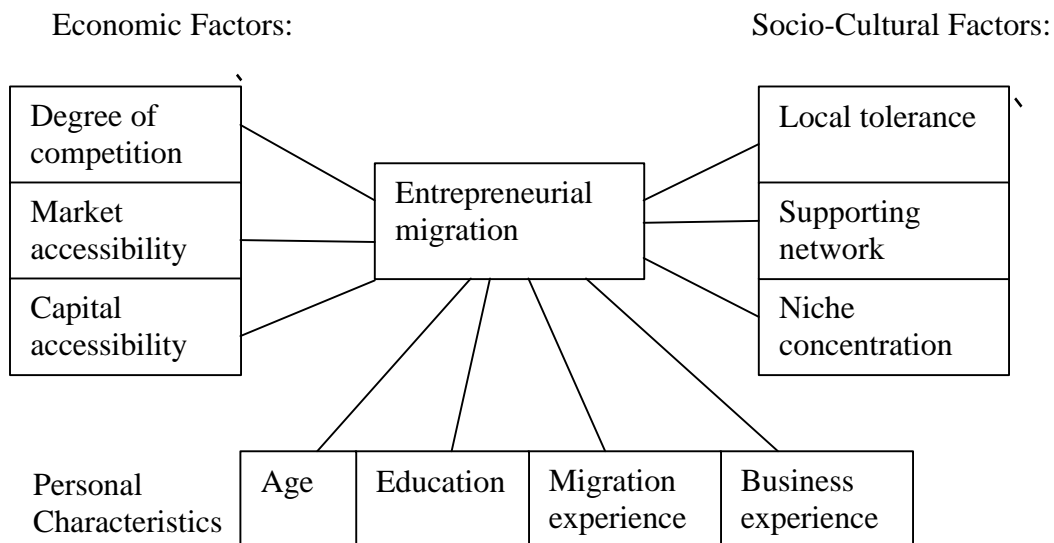 Economic Factors:
Socio-Cultural Factors:
Degree of
competition
Market
accessibility
Capital
accessibility
Entrepreneurial
migration
Local tolerance
Supporting
network
Niche
concentration
Personal
Characteristics
Age
Education
Migration
experience
Business
experience